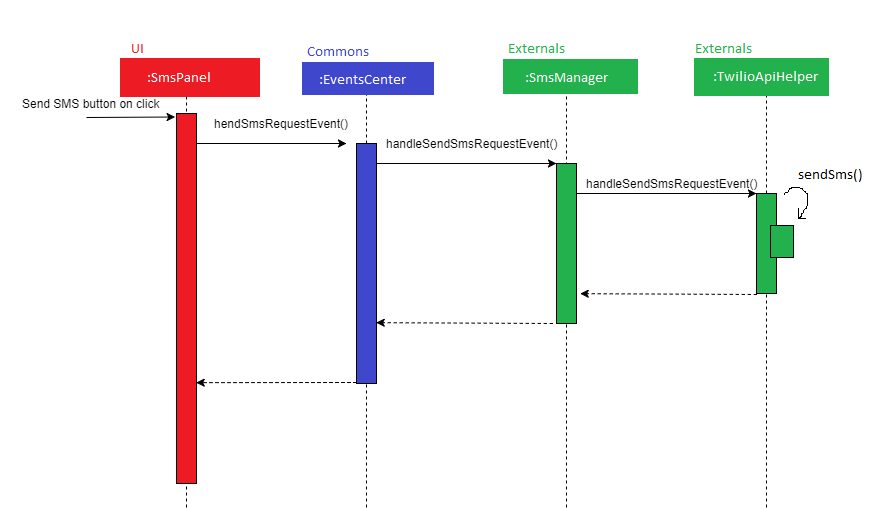 UI
Commons
Externals
Externals
:SmsPanel
:EventsCenter
:SmsManager
:TwilioApiHelper
Send SMS button on click
hendSmsRequestEvent()
handleSendSmsRequestEvent()
handleSendSmsRequestEvent()
sendSms()